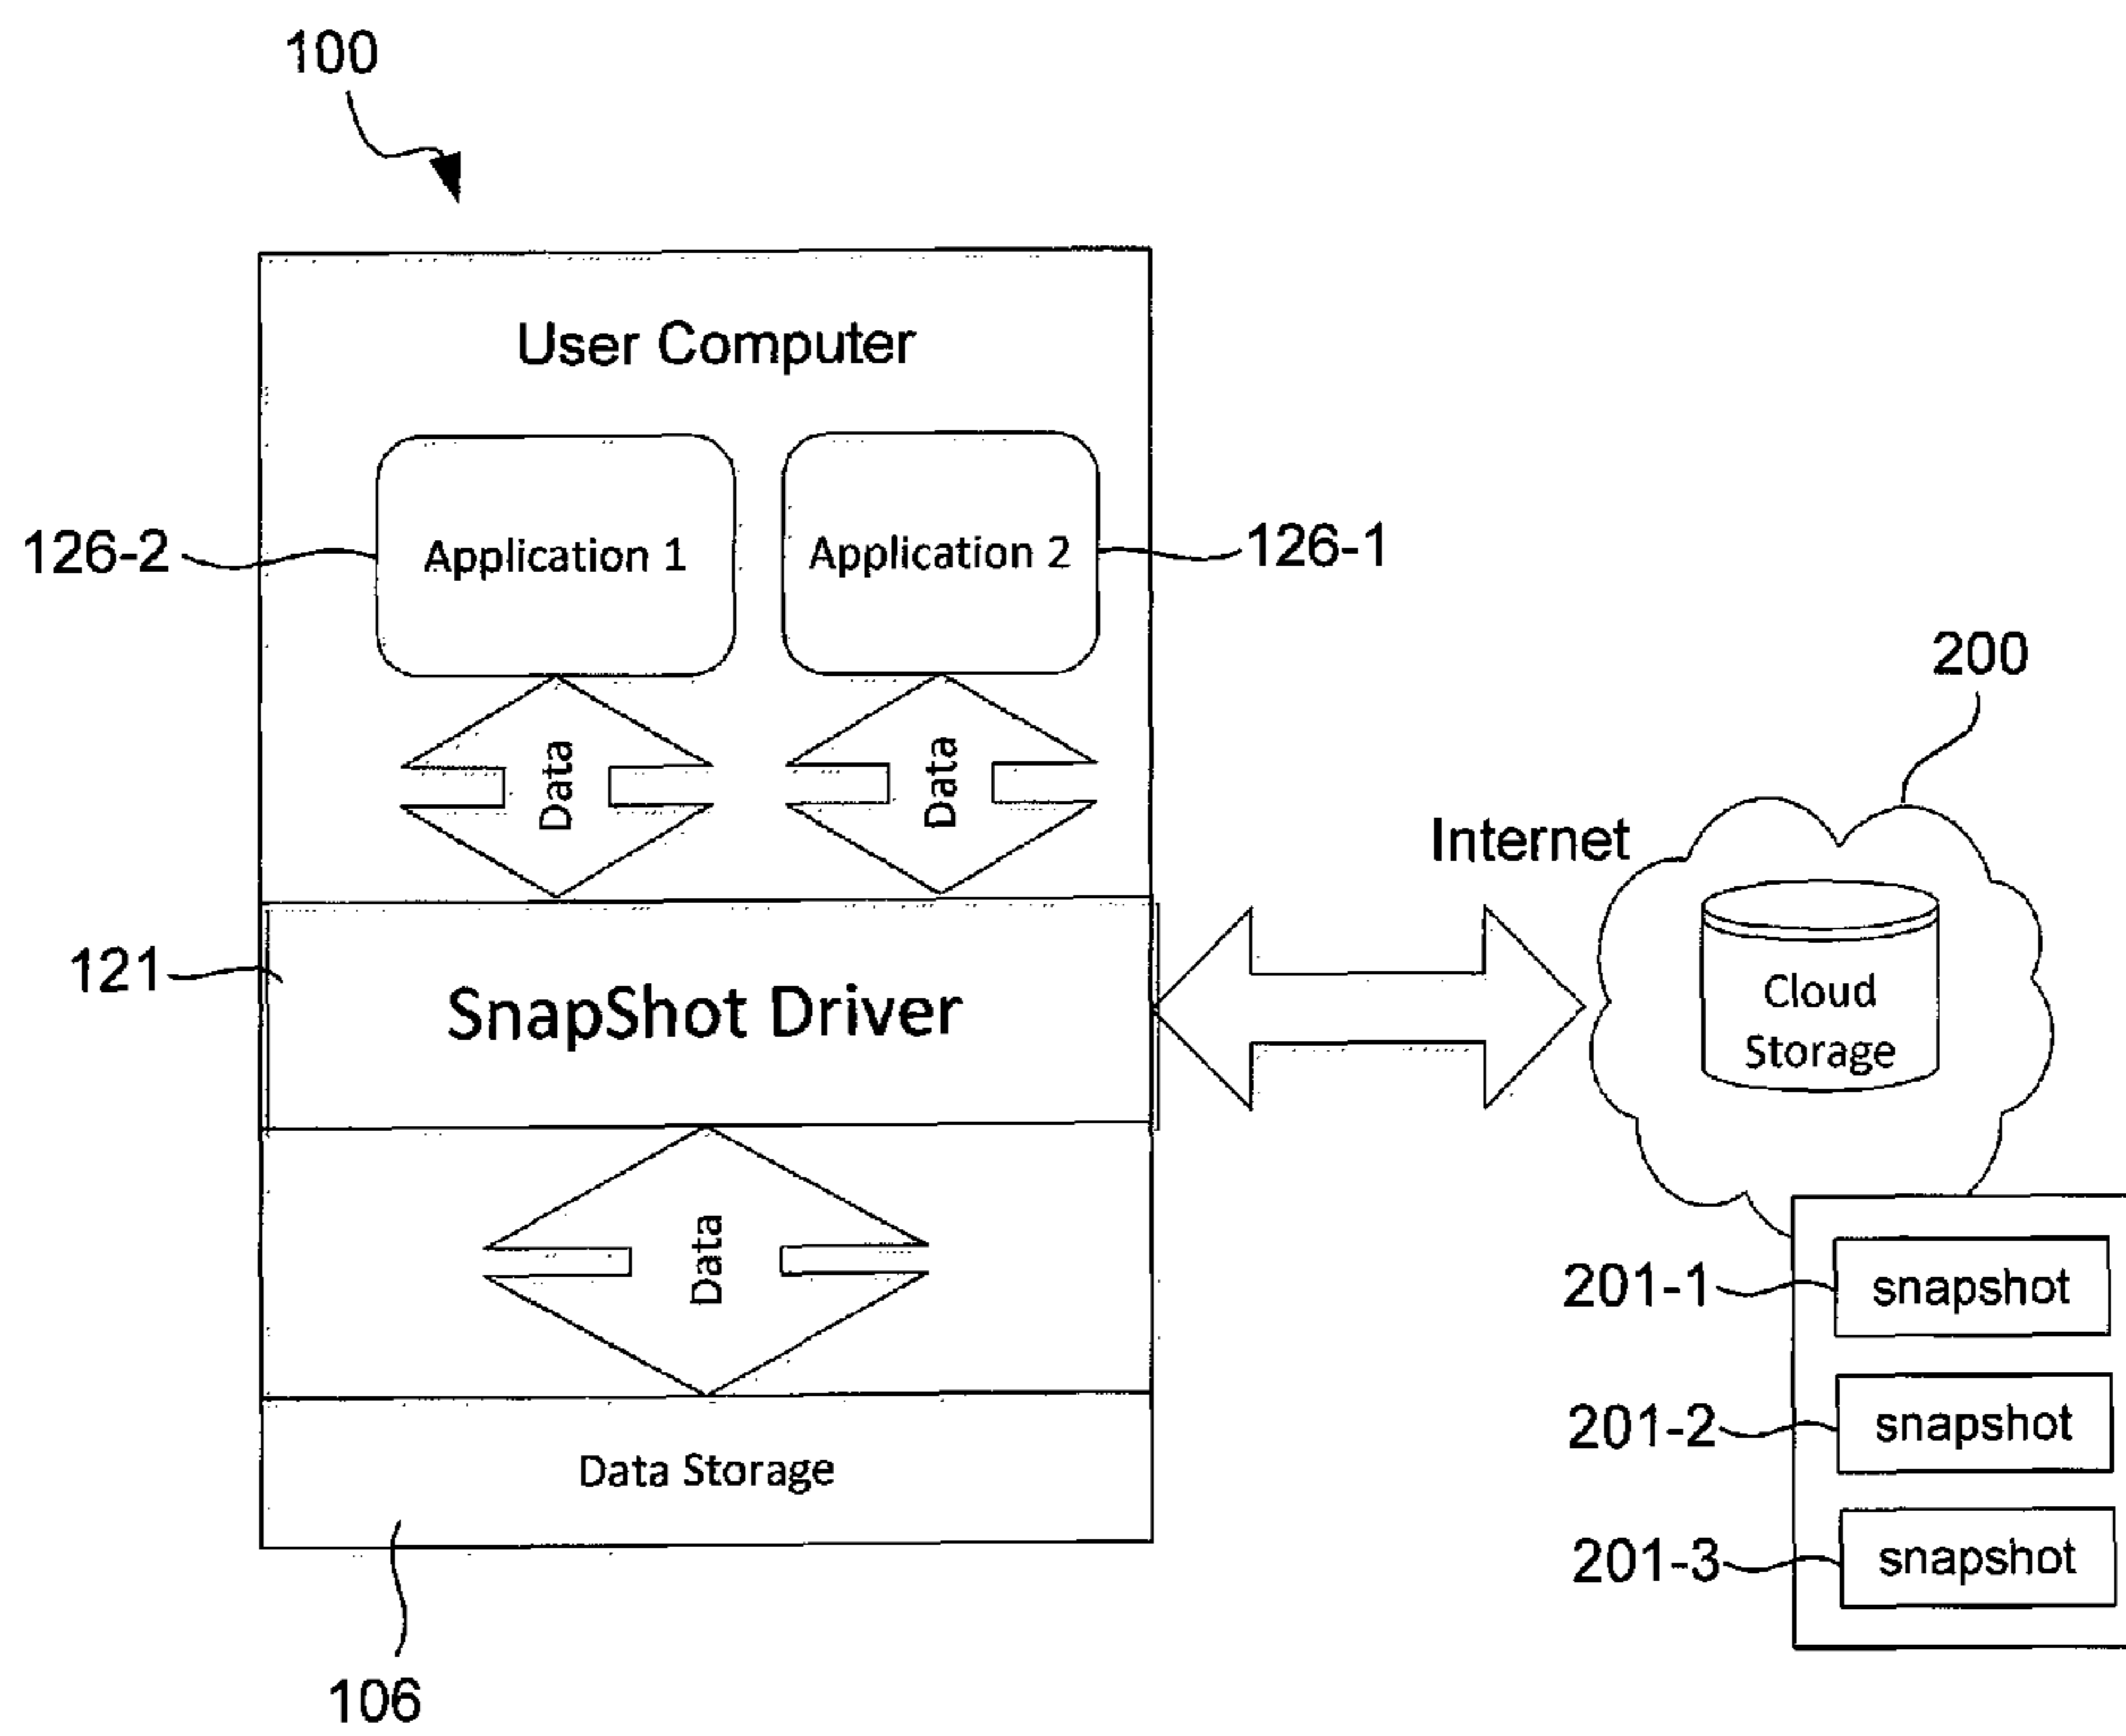 100
User Computer
126-2
Application 1
Application 2
126-1
Data
Data
200
Internet
121
SnapShot Driver
Cloud
Storage
Data
201-1
snapshot
201-2
snapshot
Data Storage
201-3
snapshot
106